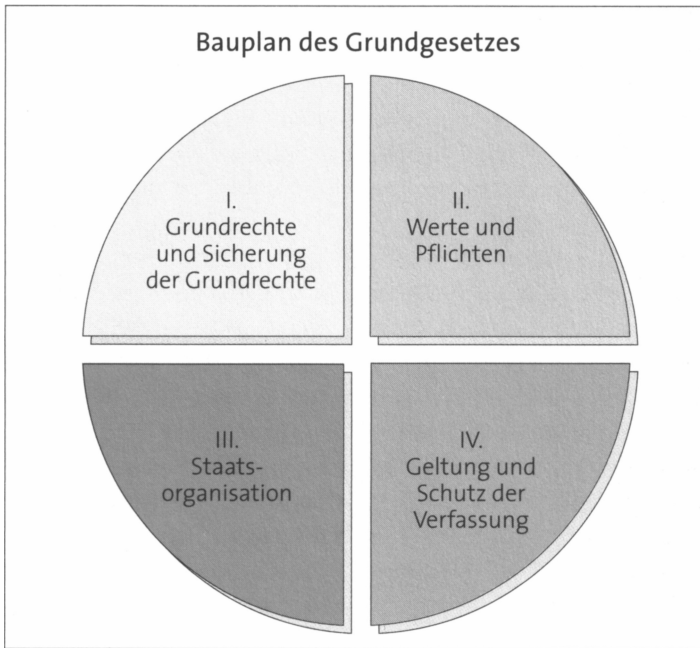 Bauplan des Grundgesetzes
I.
Grundrechte
und Sicherung
der Grundrechte
II.
Werte und
Pflichten
III.
Staats-
organisation
IV.
Geltung und
Schutz der
Verfassung